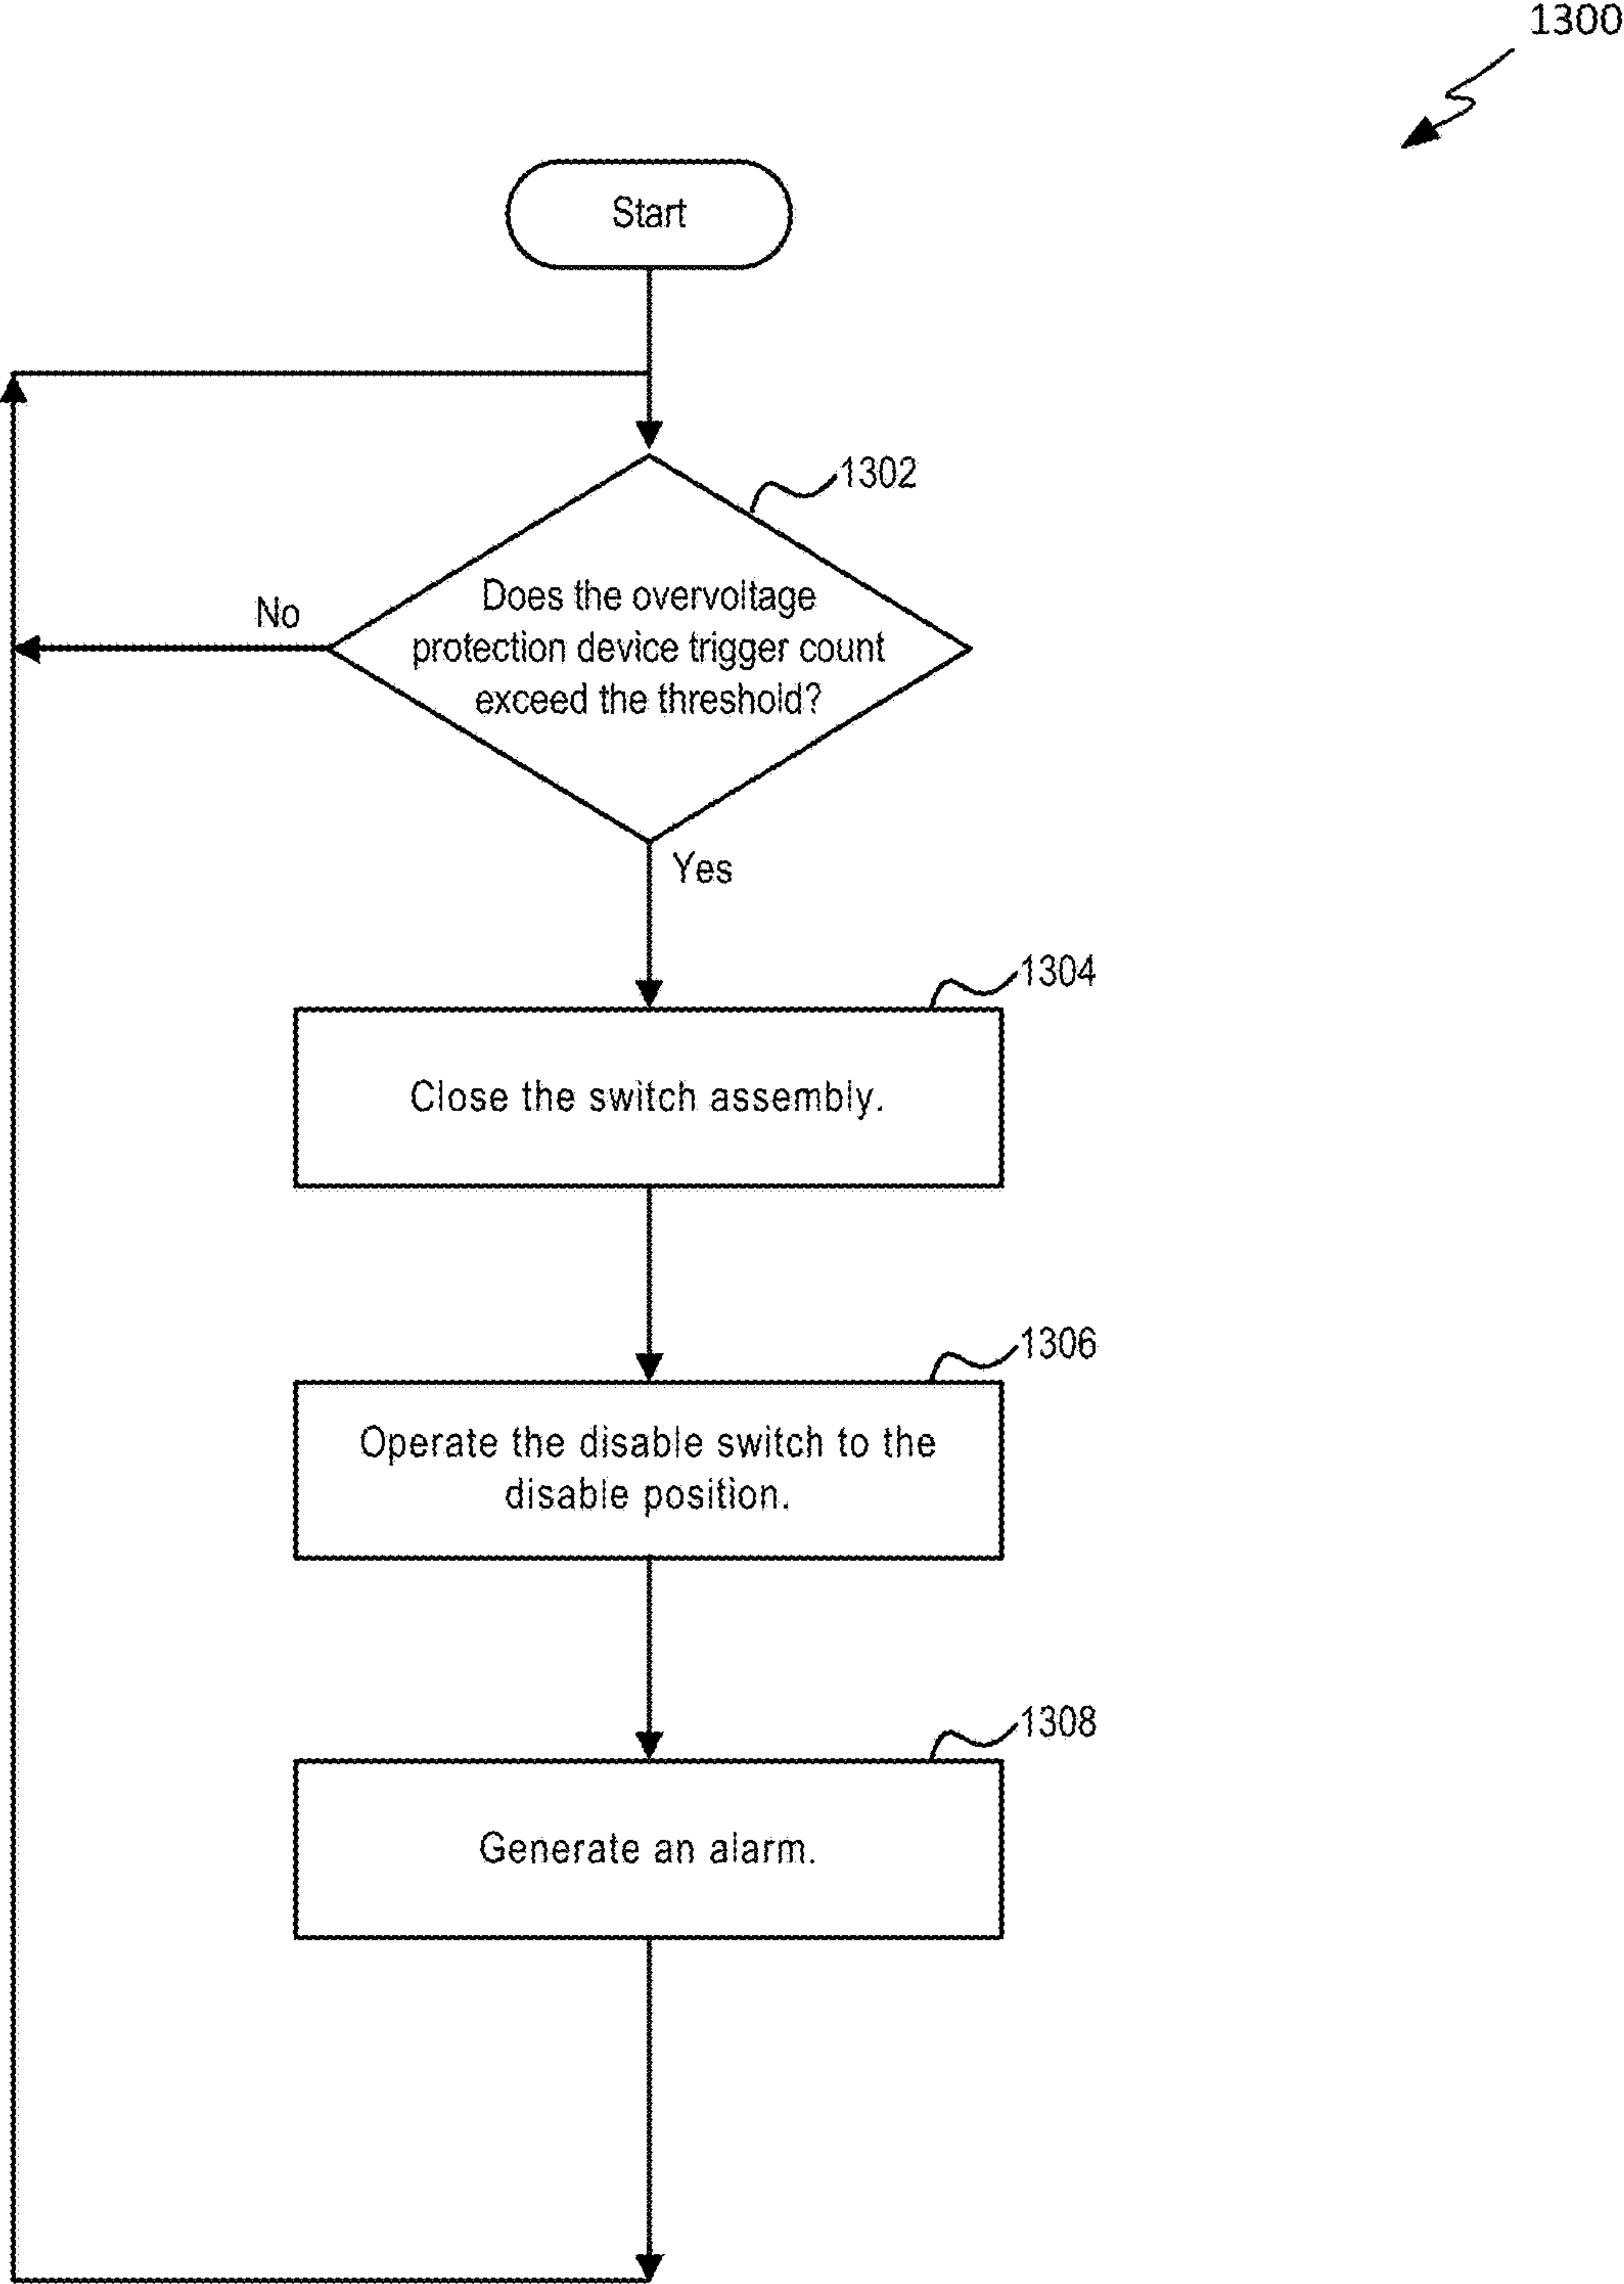 1300
Start
1302
Does the overvoltage
protection device trigger count
exceed the threshold?
No
Yes
1304
Close the switch assembly.
1306
Operate the disable switch to the
disable position.
1308
Generate an alarm.